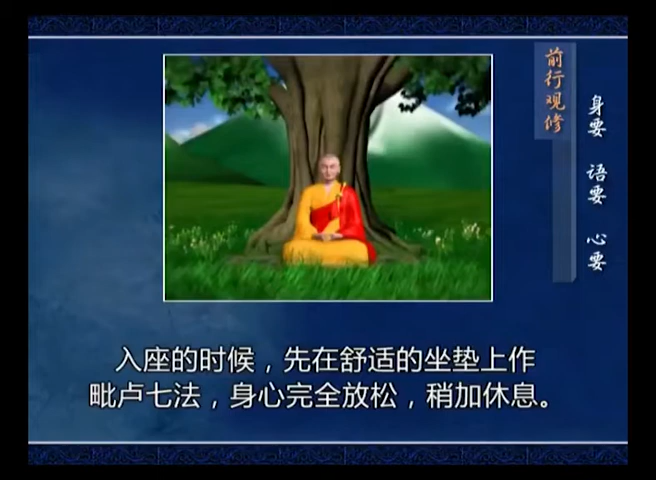 前行观修
身要 语要 心要
入座的时候，先在舒适的坐垫上作
毗卢七法，身心完全放松，稍加休息。